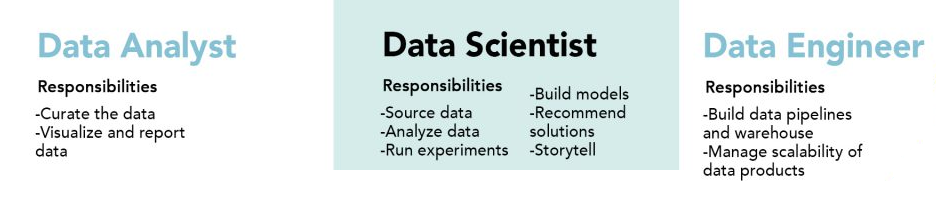 Data Analyst
Responsibilities
-Curate the data
-Visualize and report
data
Data Scientist
Responsibilities
-Source data
-Analyze data
-Run experiments
-Build models
-Recommend
solutions
-Storytell
Data Engineer
Responsibilities
-Build data pipelines
and warehouse
-Manage scalability of
data products